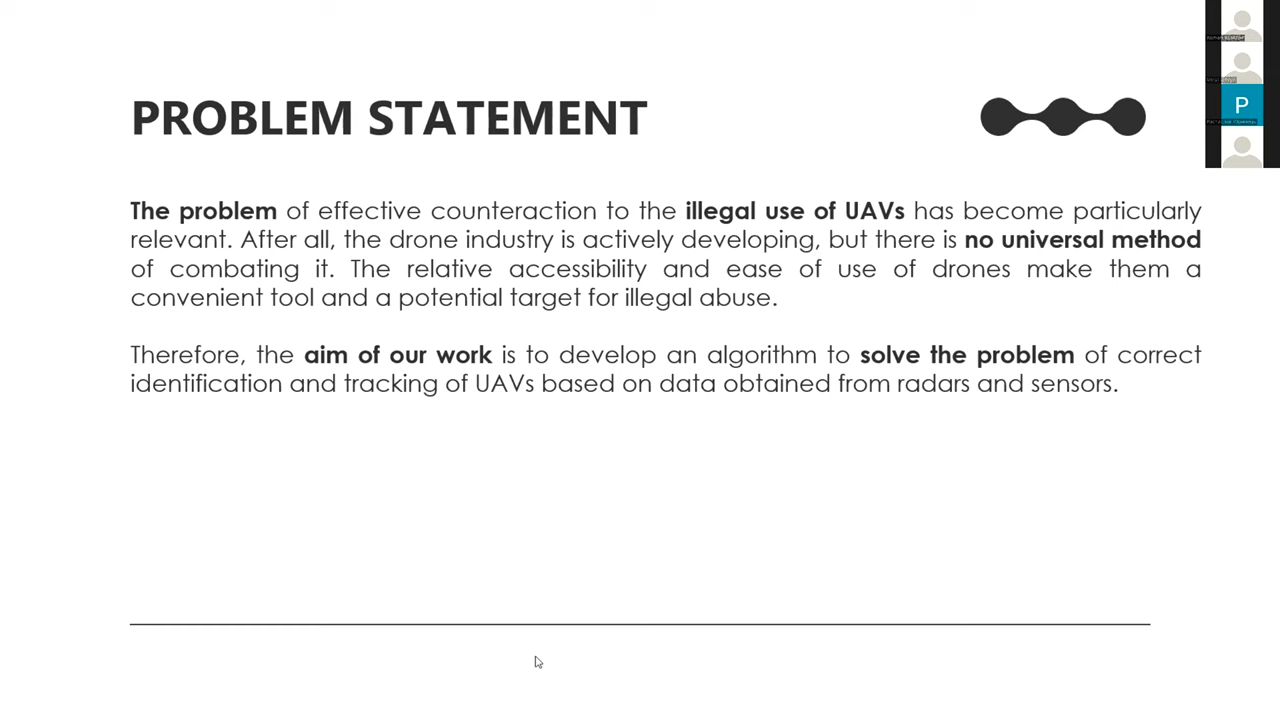 PROBLEM STATEMENT
P
The problem of effective counteraction to the illegal use of UAVs has become particularly
relevant. After all, the drone industry is actively developing, but there is no universal method
of combating it. The relative accessibility and ease of use of drones make them a
convenient tool and a potential target for illegal abuse.
Therefore, the aim of our work is to develop an algorithm to solve the problem of correct
identification and tracking of UAVs based on data obtained from radars and sensors.